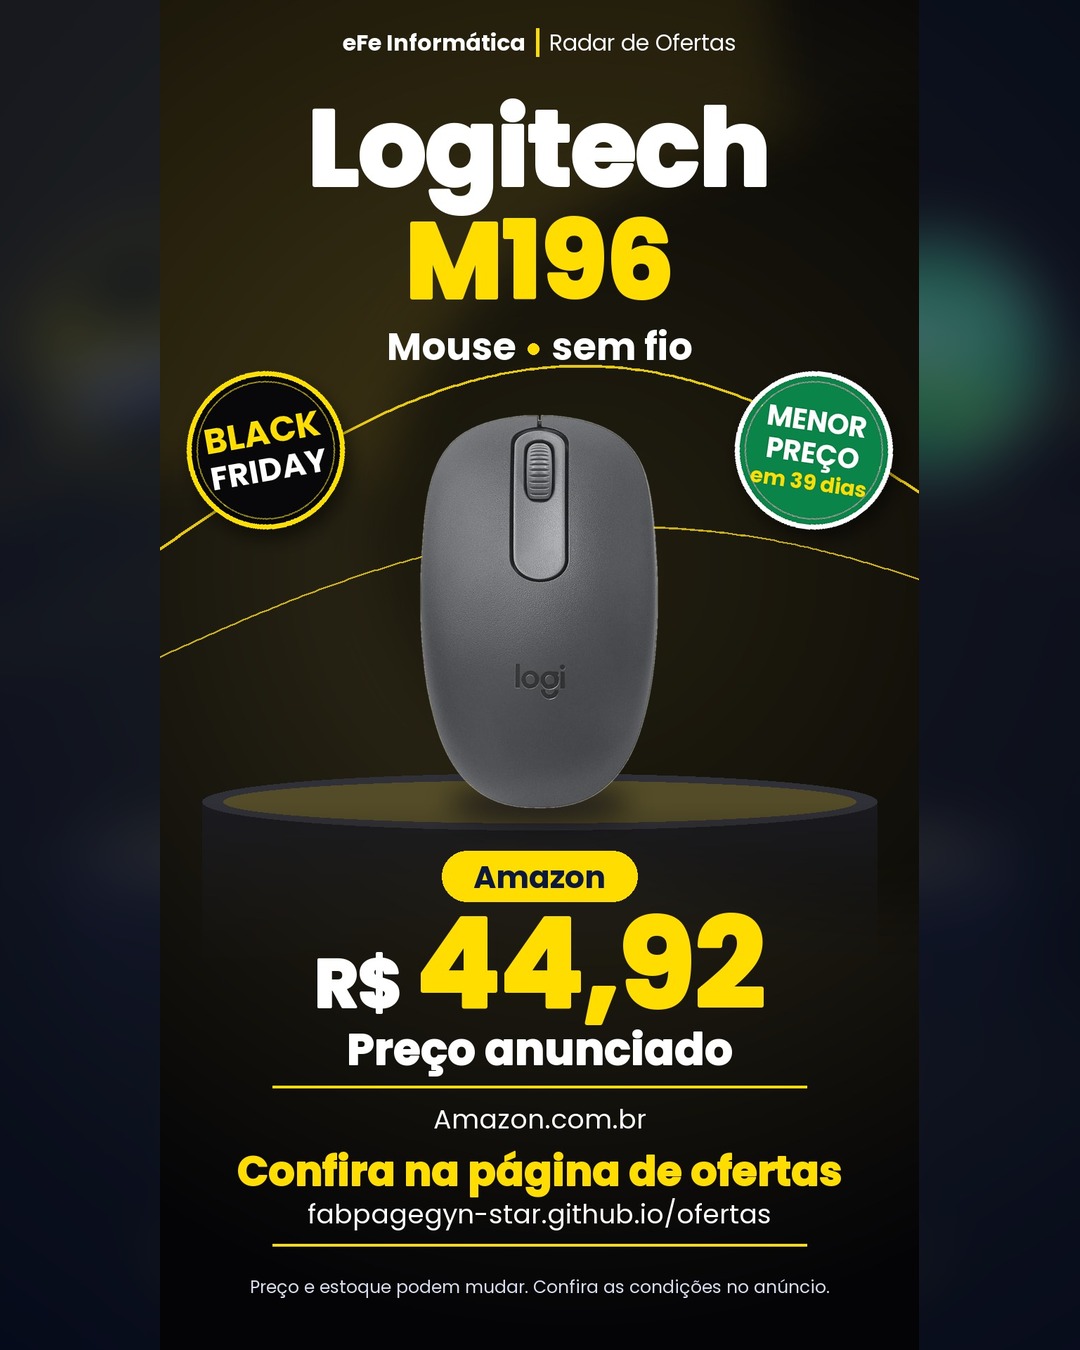 eFe Informática | Radar de Ofertas
Logitech
M196
Mouse • sem fio
BLACK
FRIDAY
MENOR
PREÇO
em 39 dias
logi
Amazon
R$ 44,92
Preço anunciado
Amazon.com.br
Confira na página de ofertas
fabpagegyn-star.github.io/ofertas
Preço e estoque podem mudar. Confira as condições no anúncio.